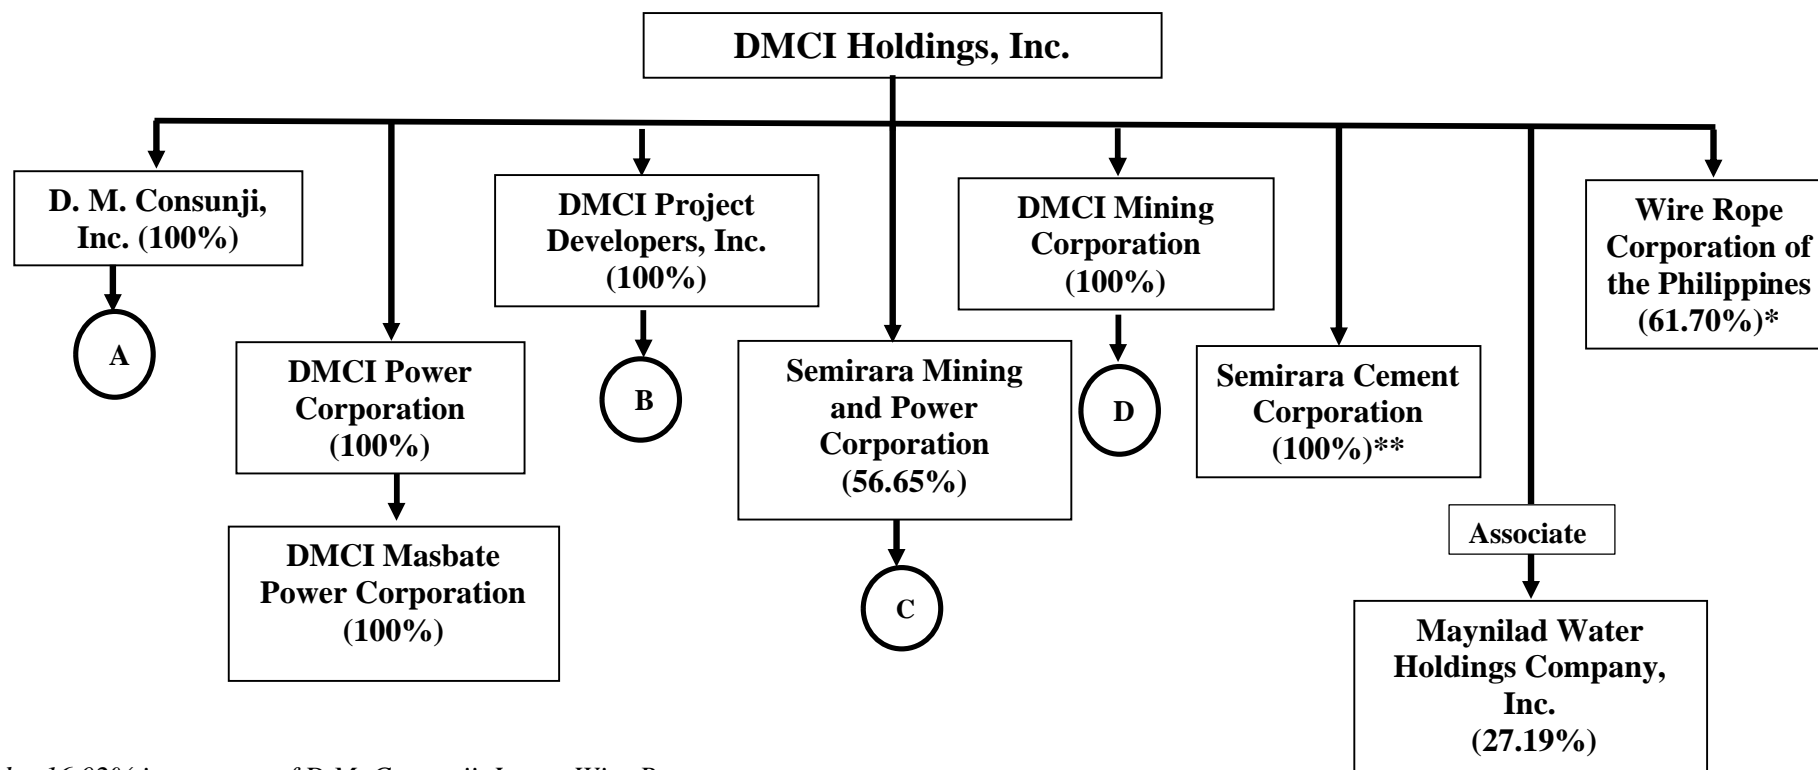 DMCI Holdings, Inc.
D. M. Consunji,
Inc. (100%)
A
DMCI Power
Corporation
(100%)
DMCI Masbate
Power Corporation
(100%)
DMCI Project
Developers, Inc.
(100%)
B
Semirara Mining
and Power
Corporation
(56.65%)
C
DMCI Mining
Corporation
(100%)
D
Semirara Cement
Corporation
(100%)**
Associate
Maynilad Water
Holdings Company,
Inc.
(27.19%)
Wire Rope
Corporation of
the Philippines
(61.70%)*